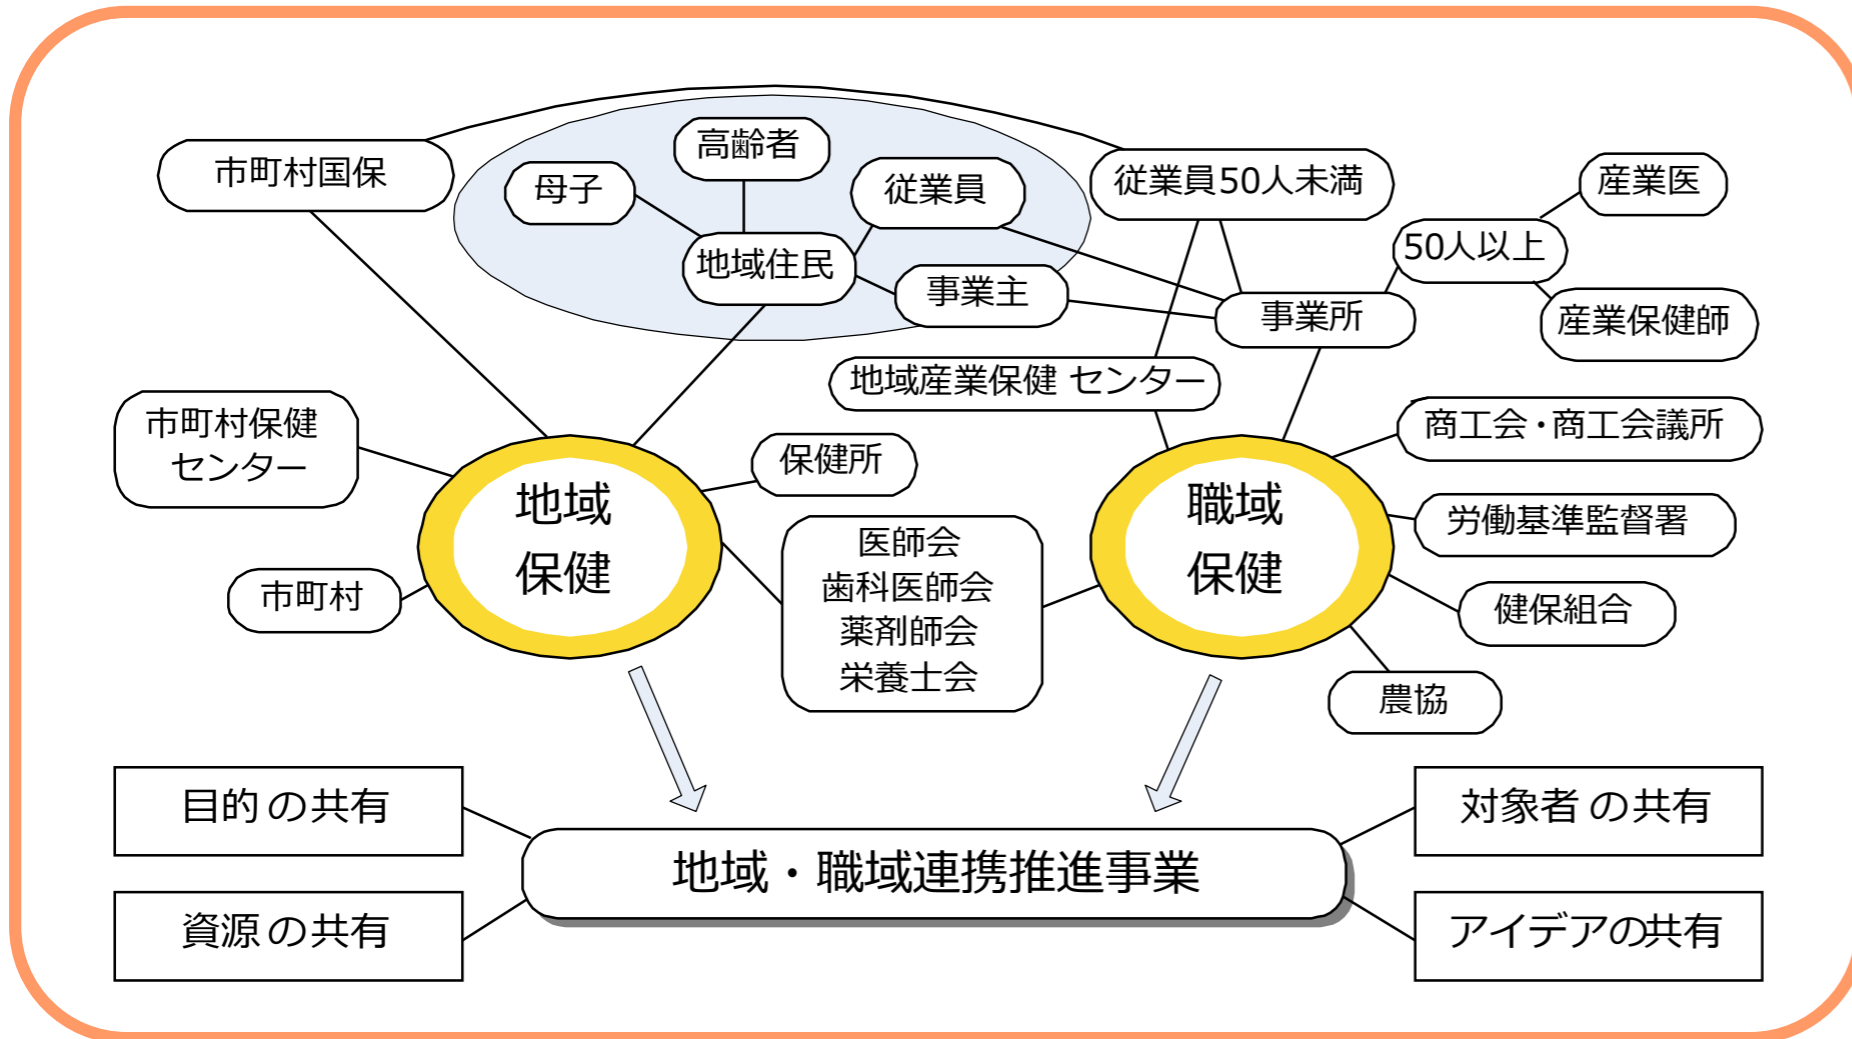 高齢者
市町村国保
母子
従業員
従業員50人未満
産業医
地域住民
50人以上
事業主
事業所
産業保健師
地域産業保健 センター
市町村保健
センター
商工会・商工会議所
保健所
地域
保健
職域
保健
労働基準監督署
医師会
歯科医師会
薬剤師会
栄養士会
市町村
健保組合
農協
目的 の共有
対象者 の共有
地域・職域連携推進事業
資源 の共有
アイデアの共有